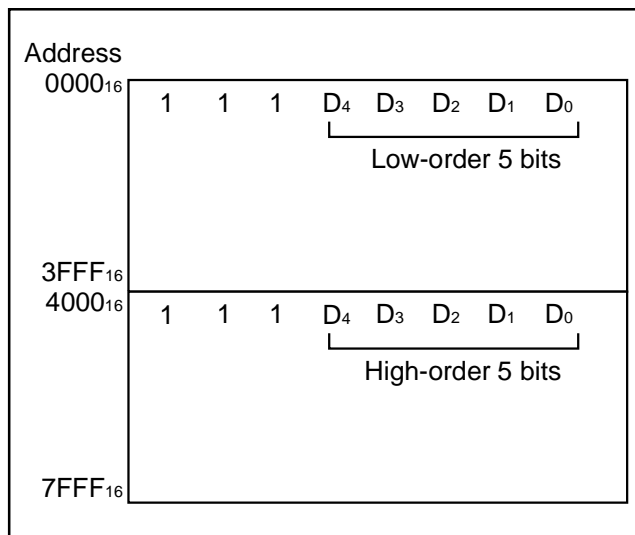 Address
0000₁₆
1 1 1 D₄ D₃ D₂ D₁ D₀
Low-order 5 bits
3FFF₁₆
4000₁₆
1 1 1 D₄ D₃ D₂ D₁ D₀
High-order 5 bits
7FFF₁₆